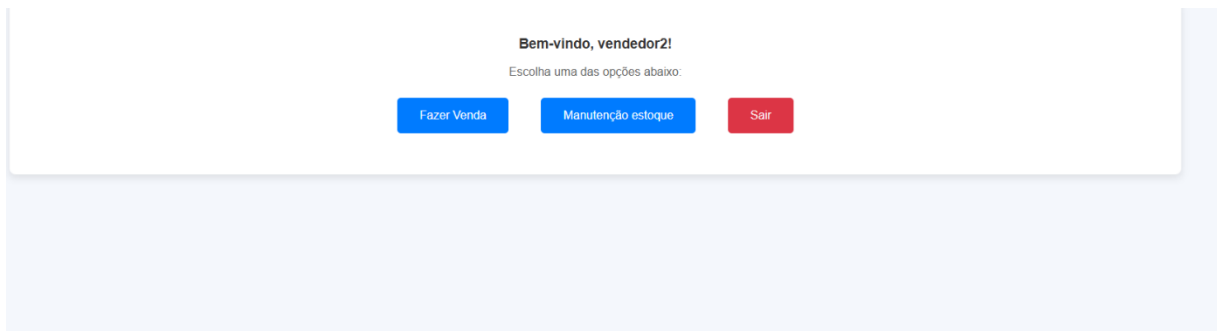 Bem-vindo, vendedor2!
Escolha uma das opções abaixo:
Fazer Venda Manutenção estoque Sair